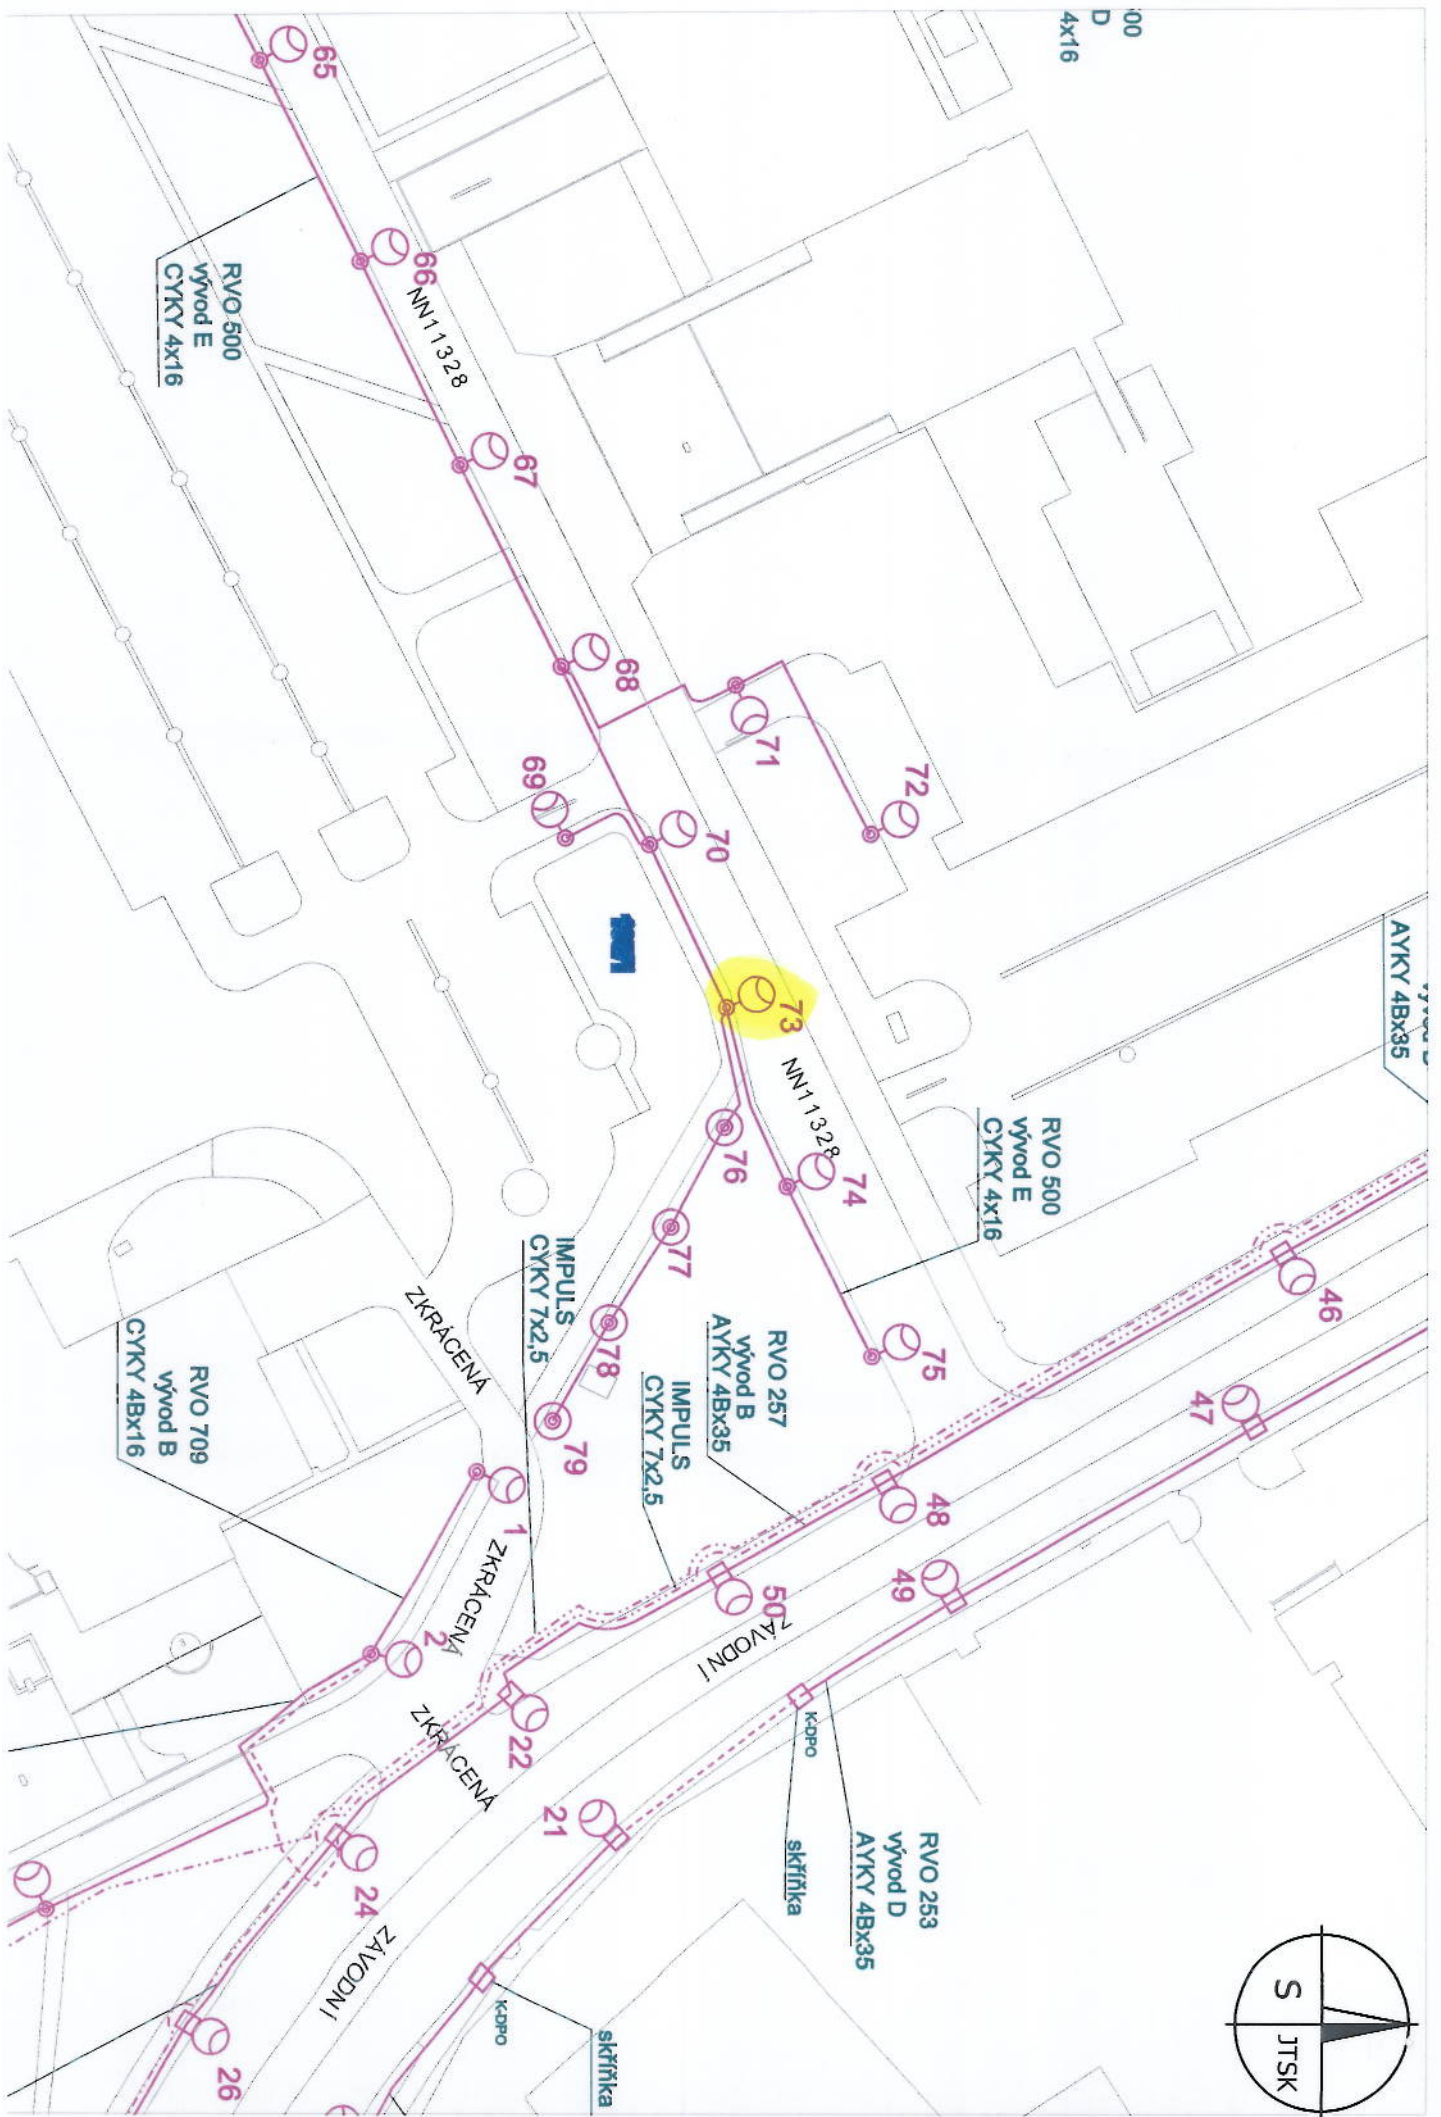 00
D
4x16
65
66
NN11328
RVO 500
vývod E
CYKY 4x16
67
68
71
72
69
70
73
AYKY 4Bx35
NN11328
RVO 500
vývod E
CYKY 4x16
76
74
77
75
78
79
46
47
48
49
50
IMPULS
CYKY 7x2,5
RVO 257
vývod B
AYKY 4Bx35
IMPULS
CYKY 7x2,5
ZKRÁCENÁ
RVO 709
vývod B
CYKY 4Bx16
1
ZKRÁCENÁ
2
ZÁVODNÍ
22
ZKRÁCENÁ
K-DPO
skříňka
RVO 253
vývod D
AYKY 4Bx35
21
24
ZÁVODNÍ
K-DPO
skříňka
26
S
JTSK